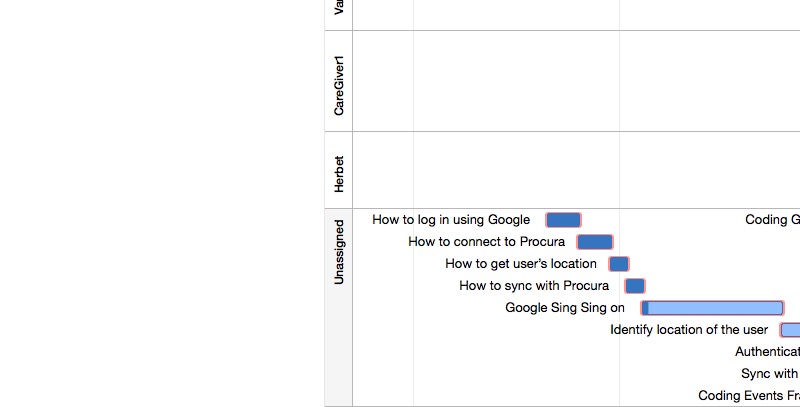 Va
CareGiver1
Herbet
Unassigned
How to log in using Google
Coding G
How to connect to Procura
How to get user's location
How to sync with Procura
Google Sing Sing on
Identify location of the user
Authenticat
Sync with
Coding Events Fra